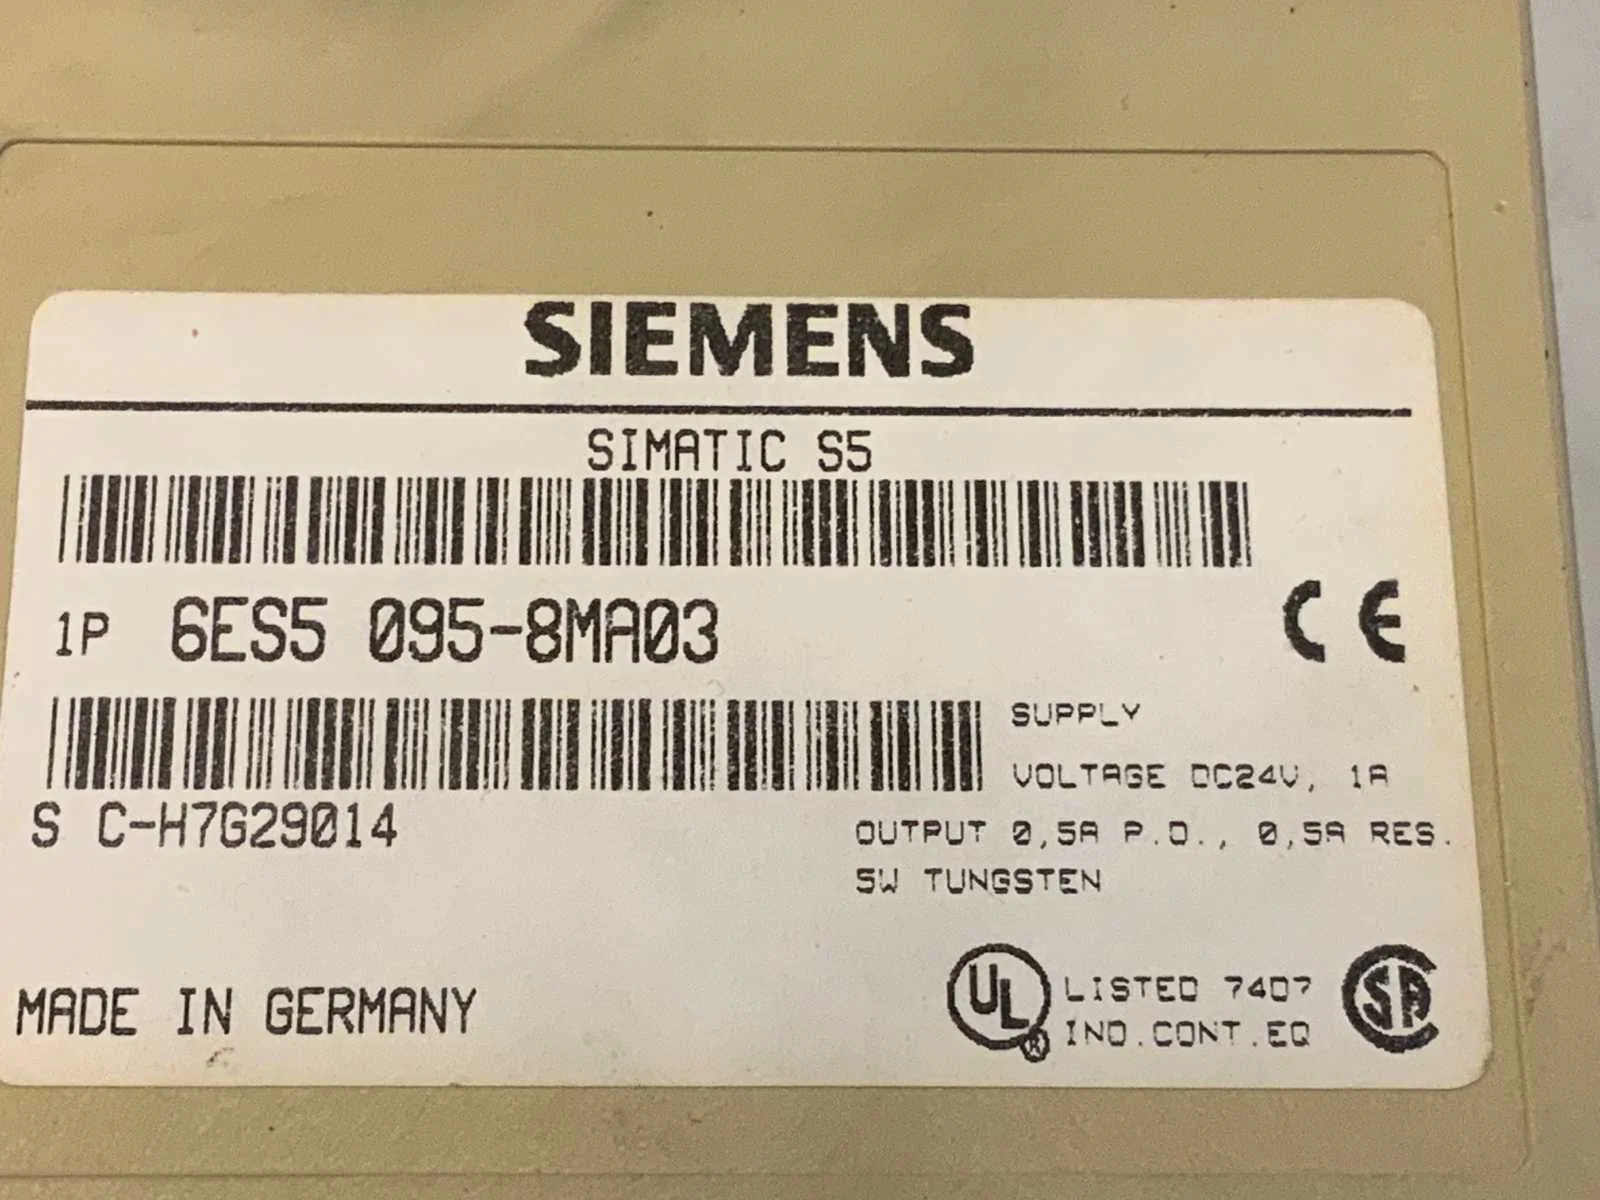 SIEMENS
SIMATIC S5
1P 6ES5 095-8MA03
CE
SUPPLY
VOLTAGE DC24V, 1A
S C-H7G29014
OUTPUT 0,5A P.D., 0,5A RES.
5W TUNGSTEN
MADE IN GERMANY
UL ® LISTED 7407
IND.CONT.EQ
SA